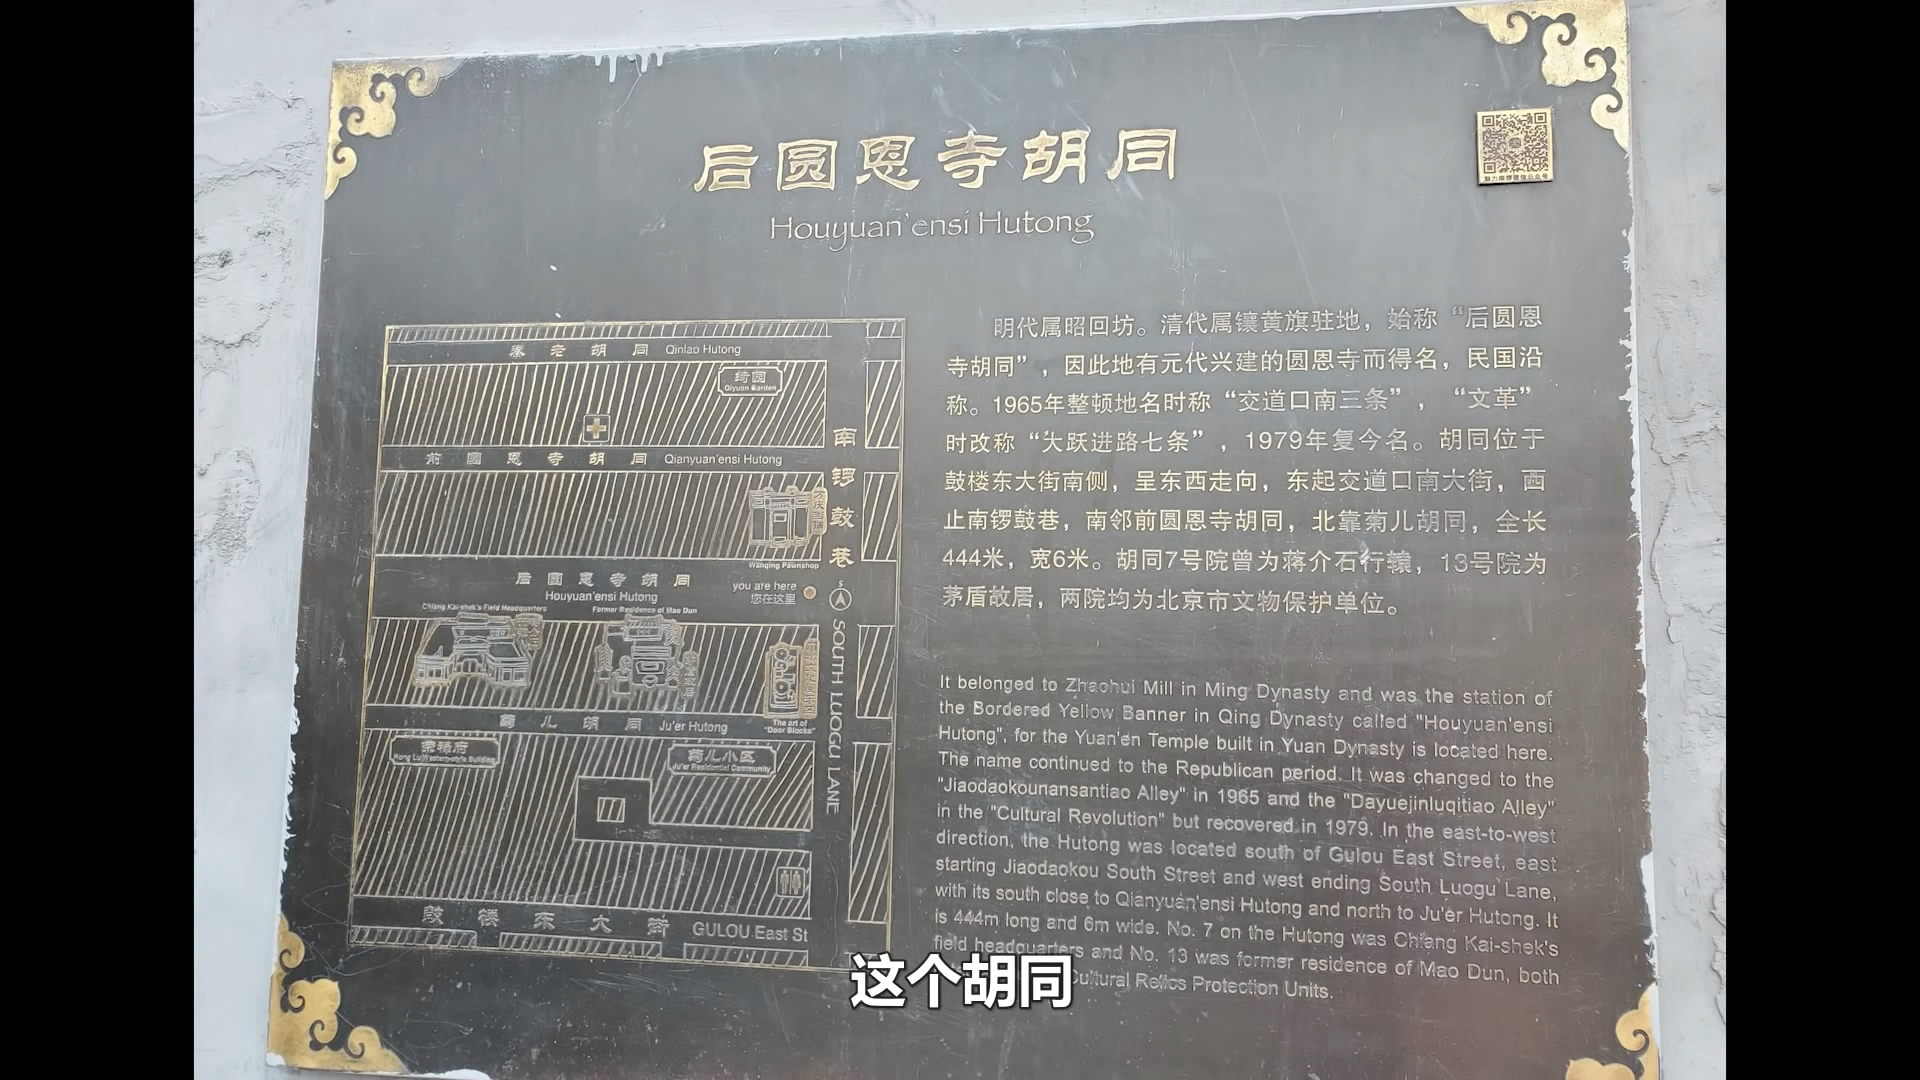 后圆恩寺胡同
Houyuan'ensi Hutong
明代属昭回坊。清代属镶黄旗驻地，始称“后圆恩
寺胡同”，因此地有元代兴建的圆恩寺而得名，民国沿
称。1965年整顿地名时称“交道口南三条”，“文革”
时改称“大跃进路七条”，1979年复今名。胡同位于
鼓楼东大街南侧，呈东西走向，东起交道口南大街，西
止南锣鼓巷，南邻前圆恩寺胡同，北靠菊儿胡同，全长
444米，宽6米。胡同7号院曾为蒋介石行辕，13号院为
茅盾故居，两院均为北京市文物保护单位。
It belonged to Zhaohui Mill in Ming Dynasty and was the station of
the Bordered Yellow Banner in Qing Dynasty called "Houyuan'ensi
Hutong", for the Yuan'en Temple built in Yuan Dynasty is located here.
The name continued to the Republican period. It was changed to the
"Jiaodaokounansantiao Alley" in 1965 and the "Dayuejinluqitiao Alley"
in the "Cultural Revolution" but recovered in 1979. In the east-to-west
direction, the Hutong was located south of Gulou East Street, east
starting Jiaodaokou South Street and west ending South Luogu Lane,
with its south close to Qianyuan'ensi Hutong and north to Ju'er Hutong. It
is 444m long and 6m wide. No. 7 on the Hutong was Chiang Kai-shek's
field headquarters and No. 13 was former residence of Mao Dun, both
Cultural Relics Protection Units.
秦老胡同 Qinlao Hutong
绮园
Qiyuan Garden
前圆恩寺胡同 Qianyuan'ensi Hutong
南锣鼓巷
万庆当铺
Wanqing Pawnshop
后圆恩寺胡同
Houyuan'ensi Hutong
you are here
您在这里
S
SOUTH LUOGU LANE
Chiang Kai-shek's Field Headquarters
Former Residence of Mao Dun
茅盾故居
The art of
"Door Blocks"
菊儿胡同 Ju'er Hutong
荣禄府
Rong Lu Western-style Building
菊儿小区
Ju'er Residential Community
鼓楼东大街 GULOU East St
这个胡同